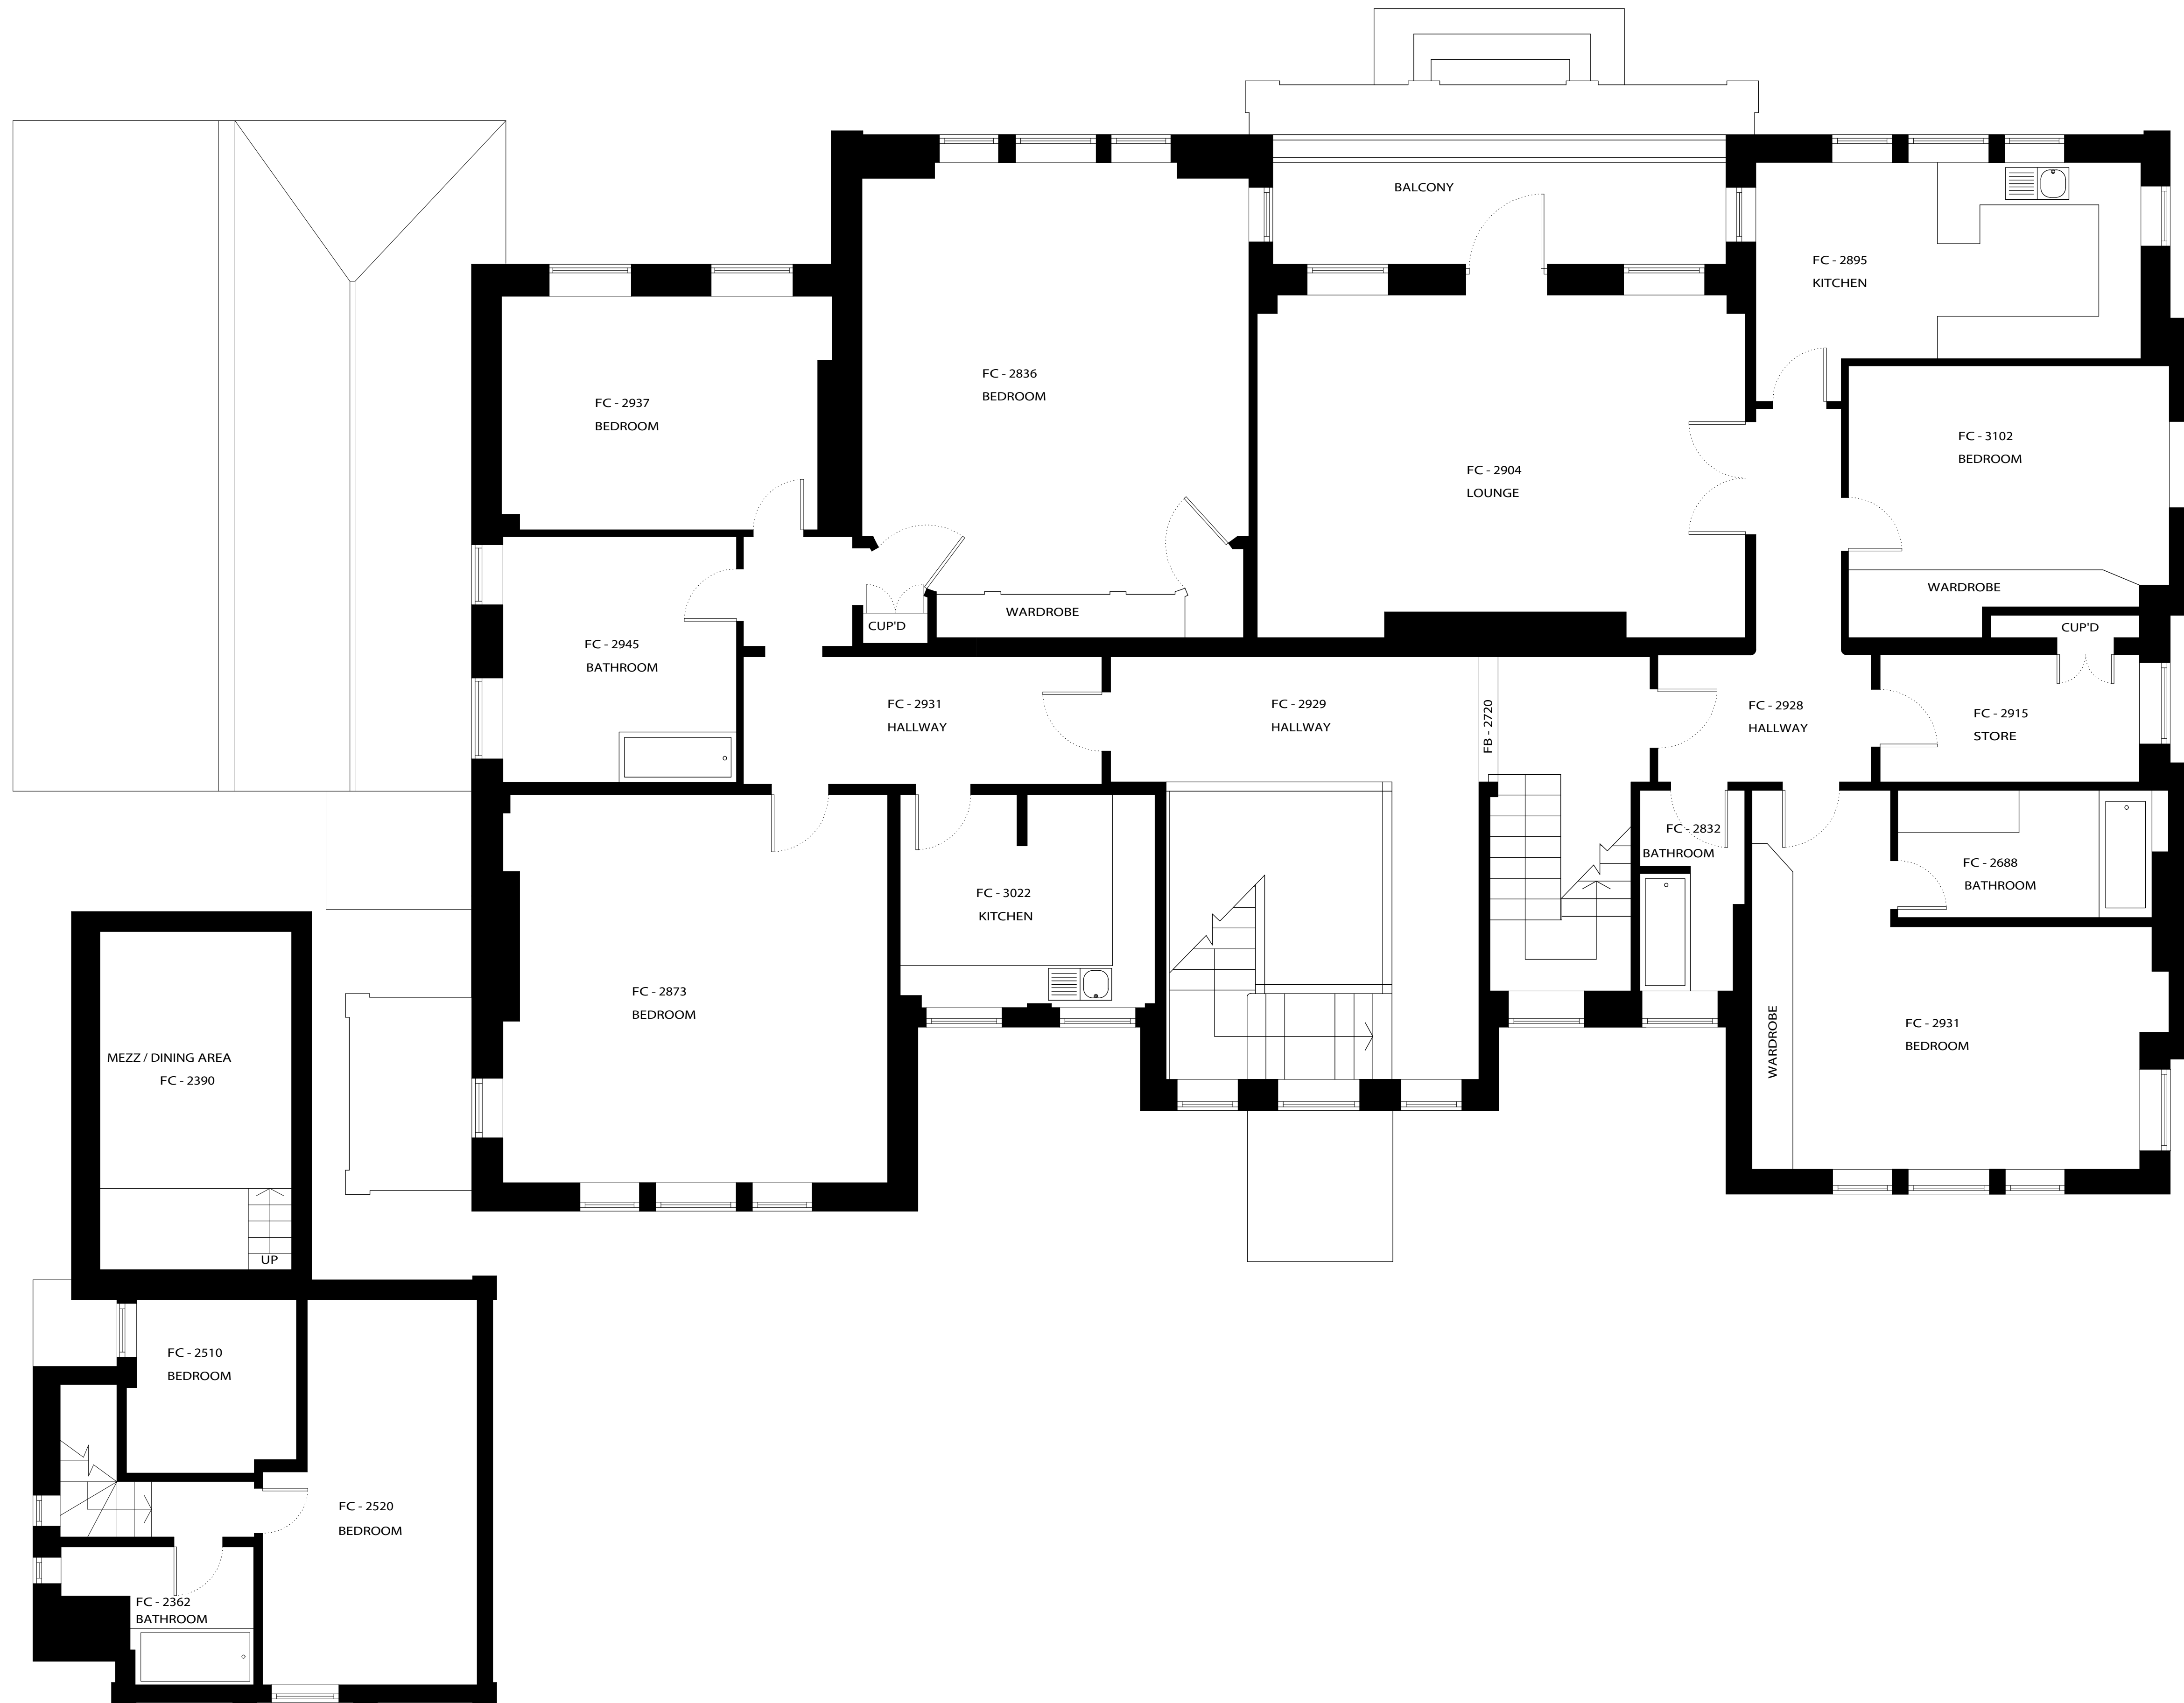 BALCONY
FC - 2895
KITCHEN
FC - 2836
BEDROOM
FC - 2937
BEDROOM
FC - 3102
BEDROOM
FC - 2904
LOUNGE
WARDROBE
WARDROBE
CUP'D
CUP'D
FC - 2945
BATHROOM
FC - 2931
HALLWAY
FC - 2929
HALLWAY
FB - 2720
FC - 2928
HALLWAY
FC - 2915
STORE
FC - 2832
BATHROOM
FC - 2688
BATHROOM
FC - 3022
KITCHEN
FC - 2873
BEDROOM
WARDROBE
FC - 2931
BEDROOM
MEZZ / DINING AREA
FC - 2390
UP
FC - 2510
BEDROOM
FC - 2520
BEDROOM
FC - 2362
BATHROOM